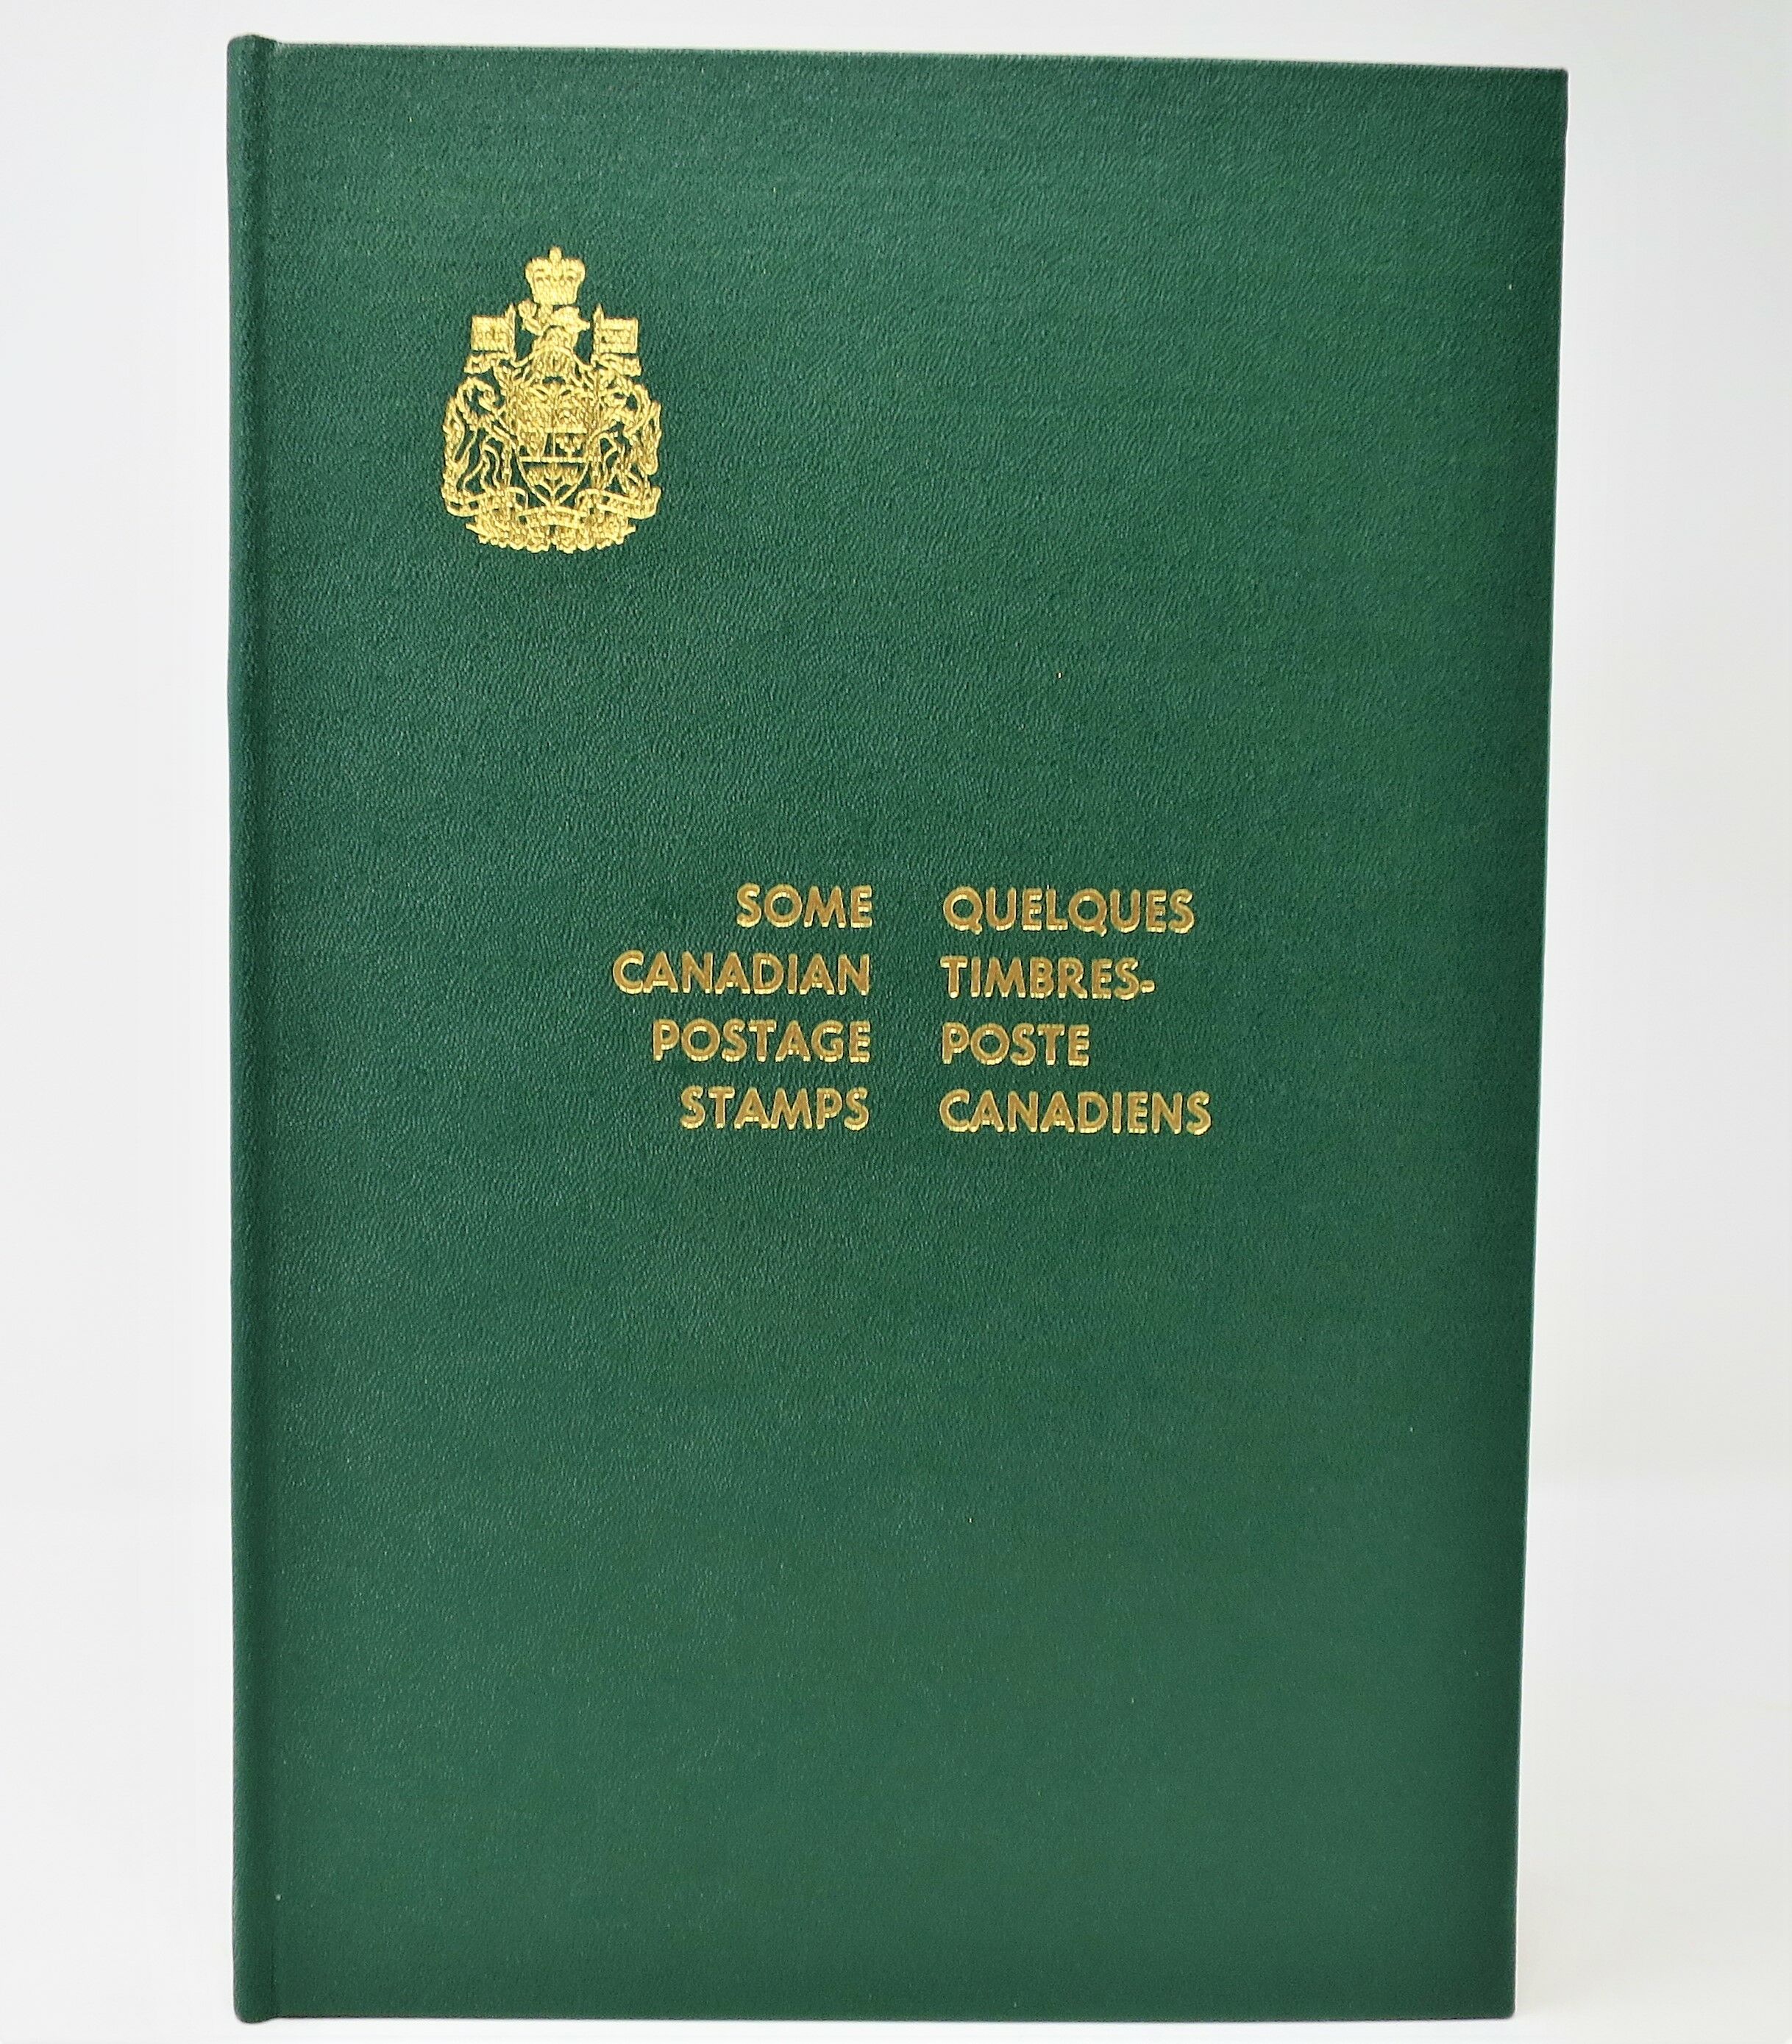 SOME
CANADIAN
POSTAGE
STAMPS
QUELQUES
TIMBRES-
POSTE
CANADIENS